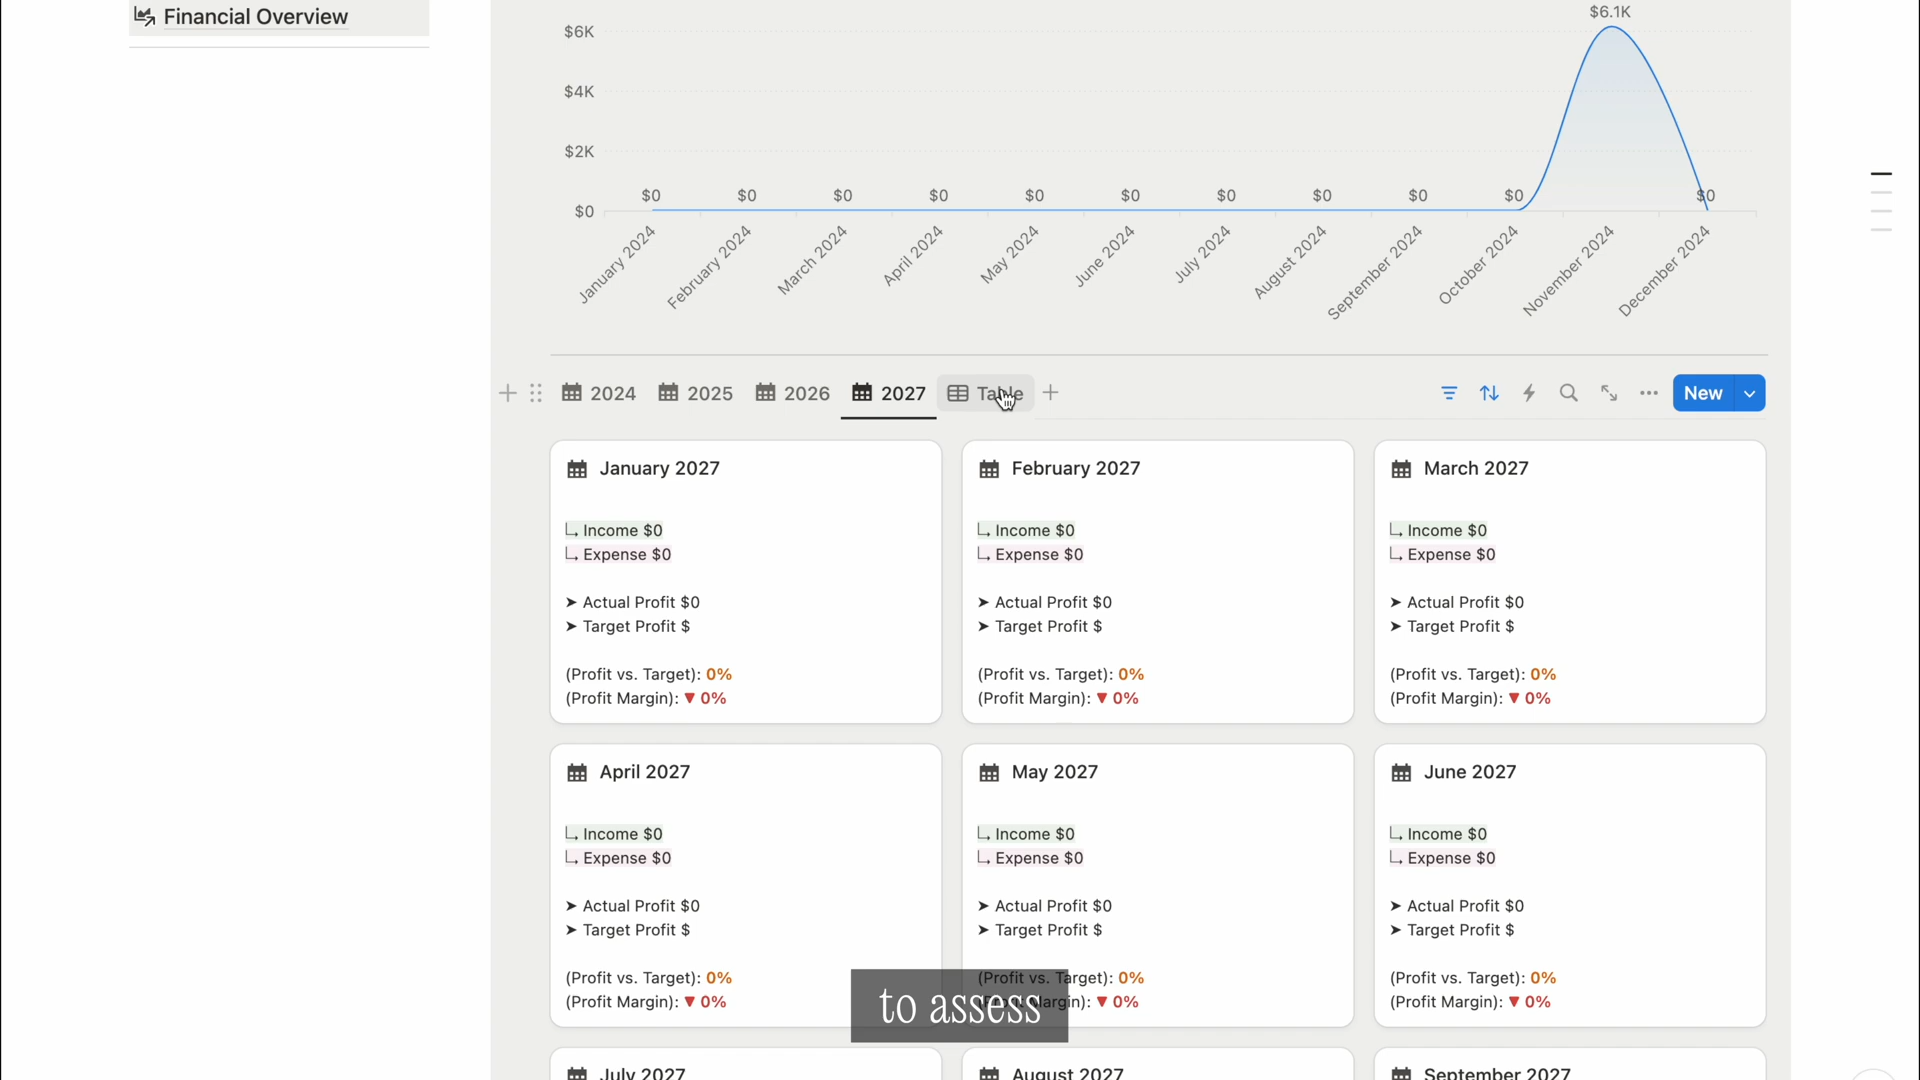 Financial Overview
$6.1K
$6K
$4K
$2K
$0
$0 $0 $0 $0 $0 $0 $0 $0 $0 $0 $0
January 2024 February 2024 March 2024 April 2024 May 2024 June 2024 July 2024 August 2024 September 2024 October 2024 November 2024 December 2024
2024 2025 2026 2027 Table New
January 2027 February 2027 March 2027
Income $0 Income $0 Income $0
Expense $0 Expense $0 Expense $0
➤ Actual Profit $0 ➤ Actual Profit $0 ➤ Actual Profit $0
➤ Target Profit $ ➤ Target Profit $ ➤ Target Profit $
(Profit vs. Target): 0% (Profit vs. Target): 0% (Profit vs. Target): 0%
(Profit Margin): ▼ 0% (Profit Margin): ▼ 0% (Profit Margin): ▼ 0%
April 2027 May 2027 June 2027
Income $0 Income $0 Income $0
Expense $0 Expense $0 Expense $0
➤ Actual Profit $0 ➤ Actual Profit $0 ➤ Actual Profit $0
➤ Target Profit $ ➤ Target Profit $ ➤ Target Profit $
(Profit vs. Target): 0% (Profit vs. Target): 0% (Profit vs. Target): 0%
(Profit Margin): ▼ 0% (Profit Margin): ▼ 0% (Profit Margin): ▼ 0%
to assess
July 2027 August 2027 September 2027